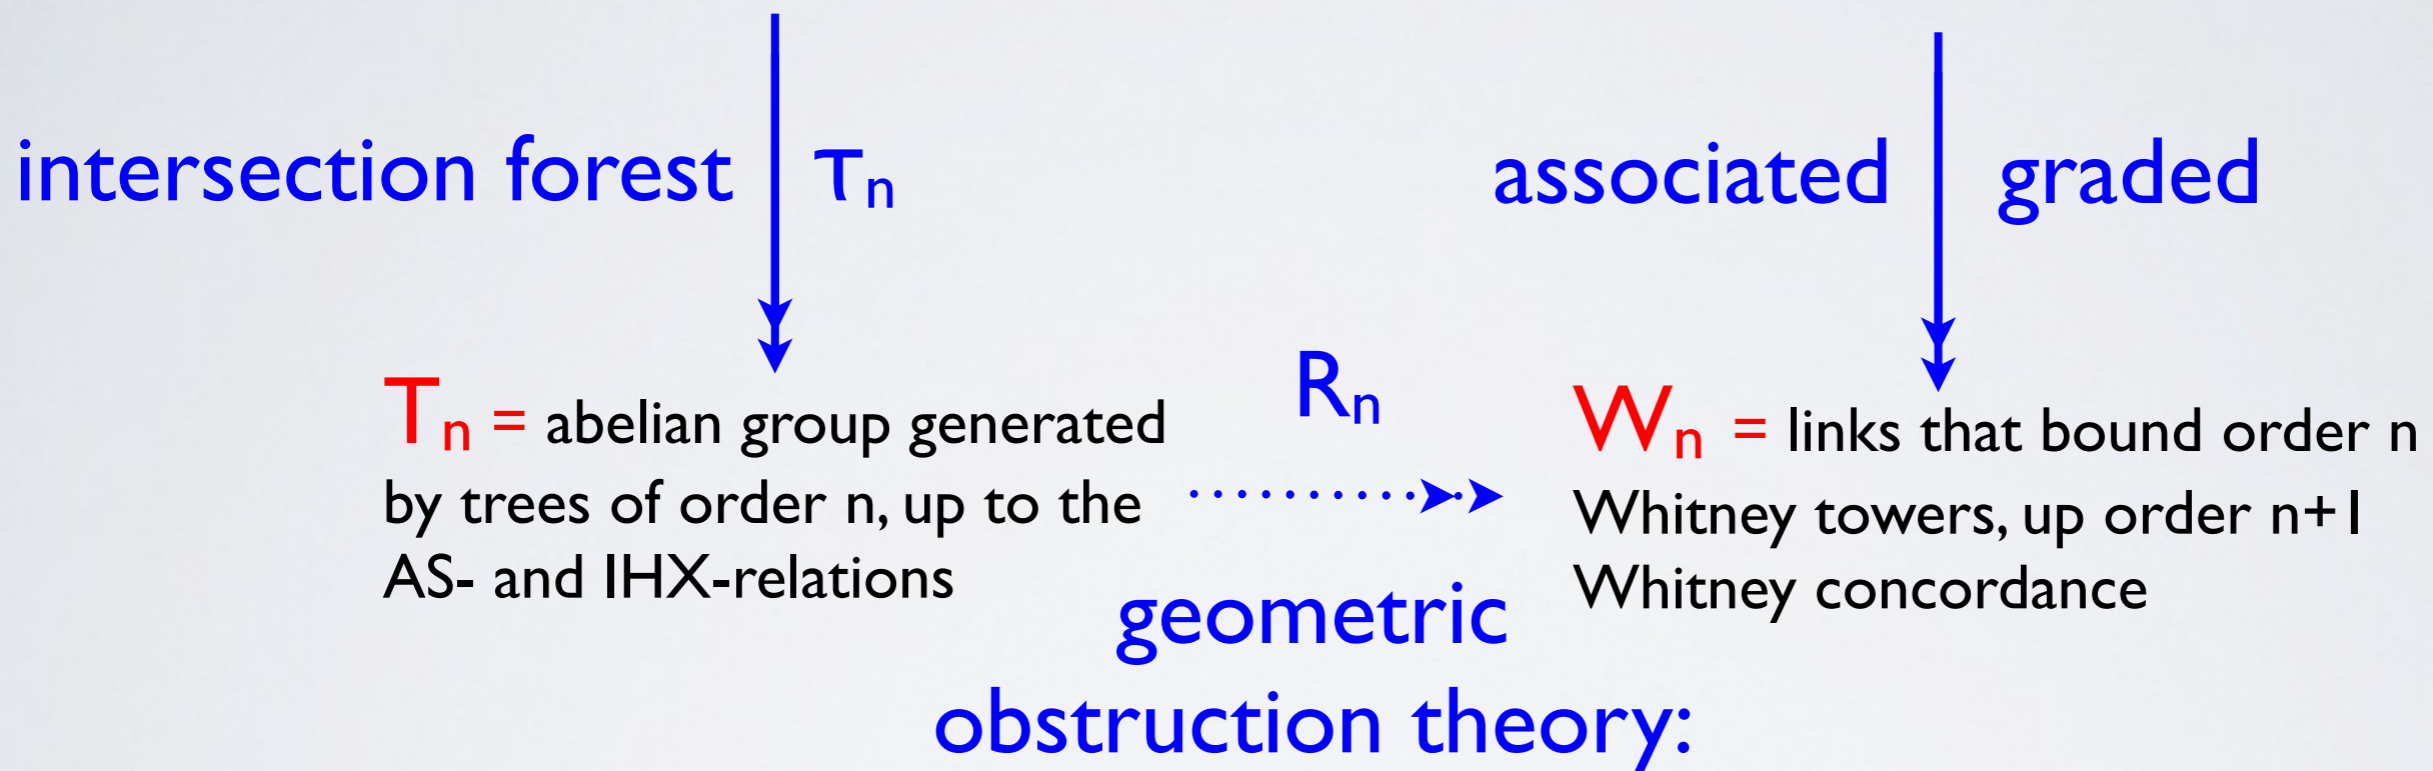 intersection forest τn
associated graded
Tn = abelian group generated
by trees of order n, up to the
AS- and IHX-relations
Rn
Wn = links that bound order n
Whitney towers, up order n+1
Whitney concordance
geometric
obstruction theory: